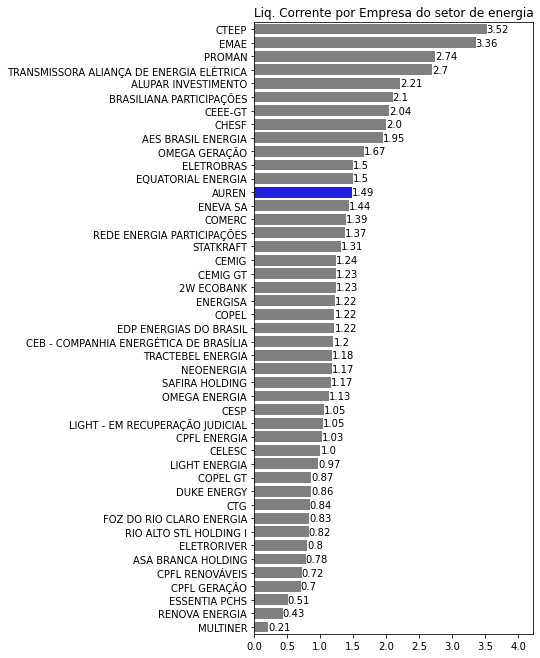 Liq. Corrente por Empresa do setor de energia
CTEEP 3.52
EMAE 3.36
PROMAN 2.74
TRANSMISSORA ALIANÇA DE ENERGIA ELÉTRICA 2.7
ALUPAR INVESTIMENTO 2.21
BRASILIANA PARTICIPAÇÕES 2.1
CEEE-GT 2.04
CHESF 2.0
AES BRASIL ENERGIA 1.95
OMEGA GERAÇÃO 1.67
ELETROBRAS 1.5
EQUATORIAL ENERGIA 1.5
AUREN 1.49
ENEVA SA 1.44
COMERC 1.39
REDE ENERGIA PARTICIPAÇÕES 1.37
STATKRAFT 1.31
CEMIG 1.24
CEMIG GT 1.23
2W ECOBANK 1.23
ENERGISA 1.22
COPEL 1.22
EDP ENERGIAS DO BRASIL 1.22
CEB - COMPANHIA ENERGÉTICA DE BRASÍLIA 1.2
TRACTEBEL ENERGIA 1.18
NEOENERGIA 1.17
SAFIRA HOLDING 1.17
OMEGA ENERGIA 1.13
CESP 1.05
LIGHT - EM RECUPERAÇÃO JUDICIAL 1.05
CPFL ENERGIA 1.03
CELESC 1.0
LIGHT ENERGIA 0.97
COPEL GT 0.87
DUKE ENERGY 0.86
CTG 0.84
FOZ DO RIO CLARO ENERGIA 0.83
RIO ALTO STL HOLDING I 0.82
ELETRORIVER 0.8
ASA BRANCA HOLDING 0.78
CPFL RENOVÁVEIS 0.72
CPFL GERAÇÃO 0.7
ESSENTIA PCHS 0.51
RENOVA ENERGIA 0.43
MULTINER 0.21
0.0 0.5 1.0 1.5 2.0 2.5 3.0 3.5 4.0